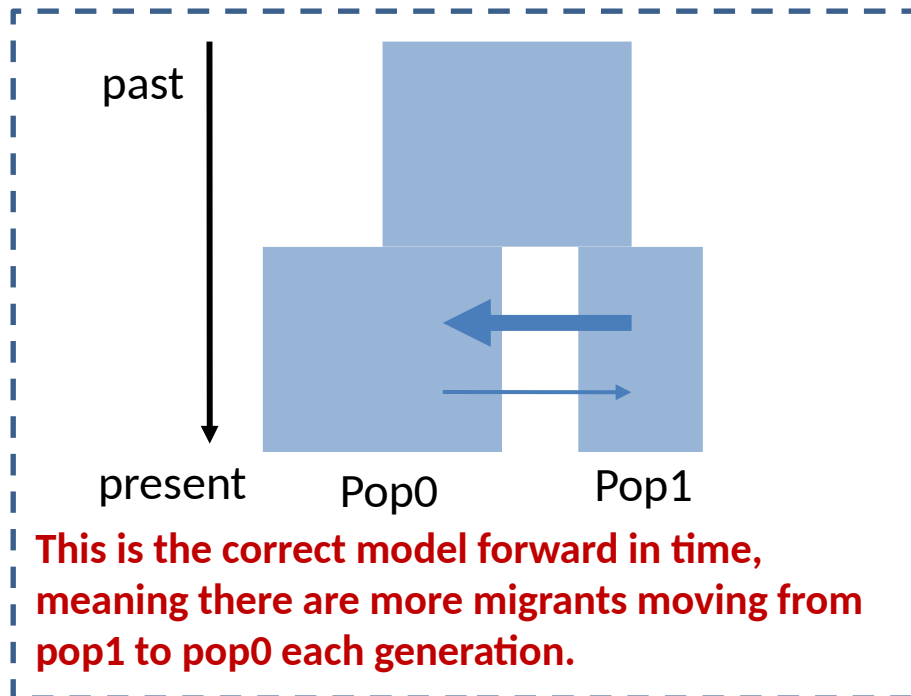 past
present
Pop0
Pop1
This is the correct model forward in time,
meaning there are more migrants moving from
pop1 to pop0 each generation.